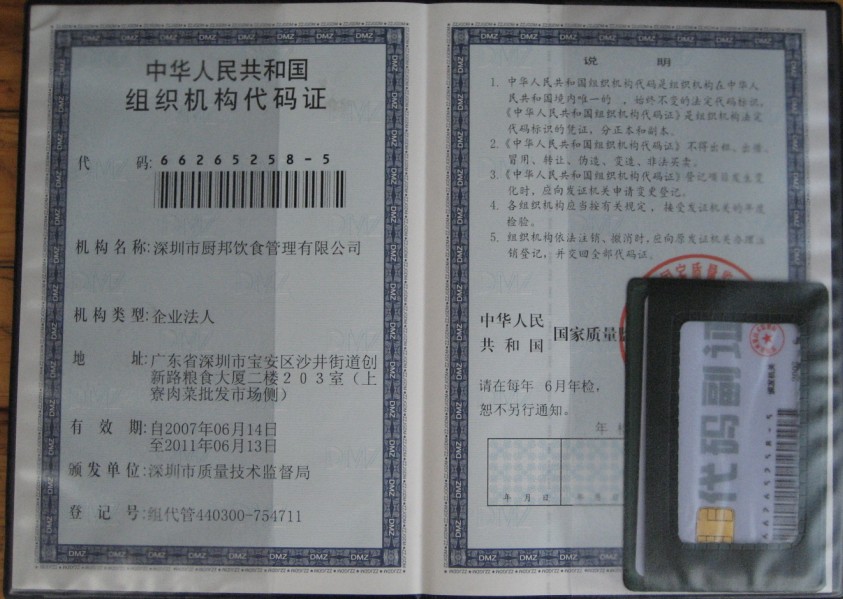 中华人民共和国
组织机构代码证
代 码:66265258-5
机构名称:深圳市厨邦饮食管理有限公司
机构类型:企业法人
地 址:广东省深圳市宝安区沙井街道创
新路粮食大厦二楼203室(上
寮肉菜批发市场侧)
有 效 期:自2007年06月14日
至2011年06月13日
颁发单位:深圳市质量技术监督局
登 记 号:组代管440300-754711
说 明
1. 中华人民共和国组织机构代码是组织机构在中华人
民共和国境内唯一的、始终不变的法定代码标识,
《中华人民共和国组织机构代码证》是组织机构法定
代码标识的凭证,分正本和副本。
2.《中华人民共和国组织机构代码证》不得出租、出借、
冒用、转让、伪造、变造、非法买卖。
3.《中华人民共和国组织机构代码证》登记项目发生变
化时,应向发证机关申请变更登记。
4. 各组织机构应当按有关规定,接受发证机关的年度
检验。
5. 组织机构依法注销、撤消时,应向原发证机关办理注
销登记,并交回全部代码证。
中华人民
共和国 国家质量
请在每年 6月年检,
恕不另行通知。
年
年 月 日 年 月 日
代码副证